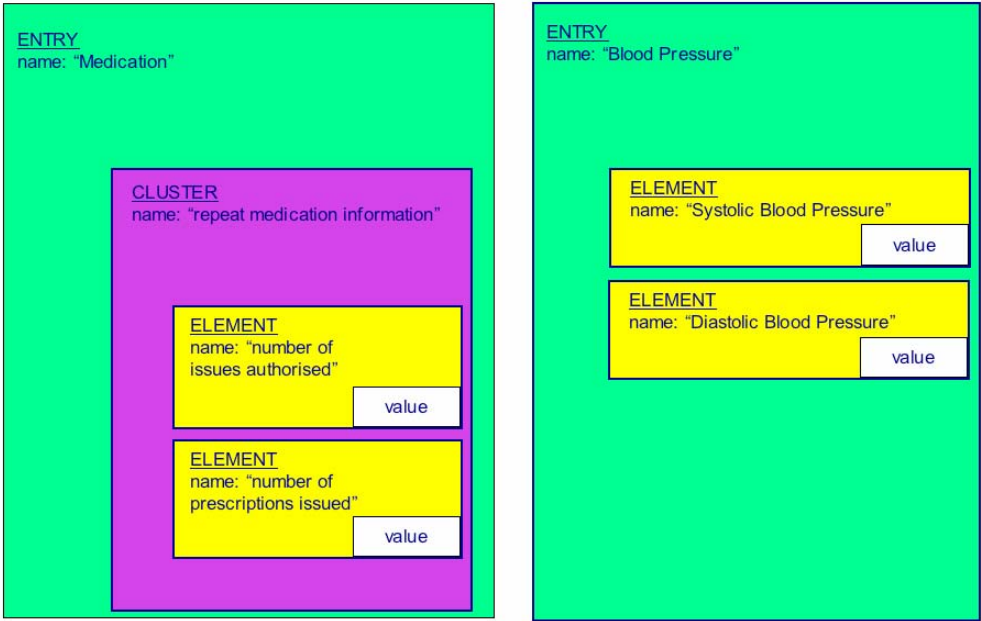 ENTRY
name: “Medication”
CLUSTER
name: “repeat medication information”
ELEMENT
name: “number of
issues authorised”
value
ELEMENT
name: “number of
prescriptions issued”
value
ENTRY
name: “Blood Pressure”
ELEMENT
name: “Systolic Blood Pressure”
value
ELEMENT
name: “Diastolic Blood Pressure”
value